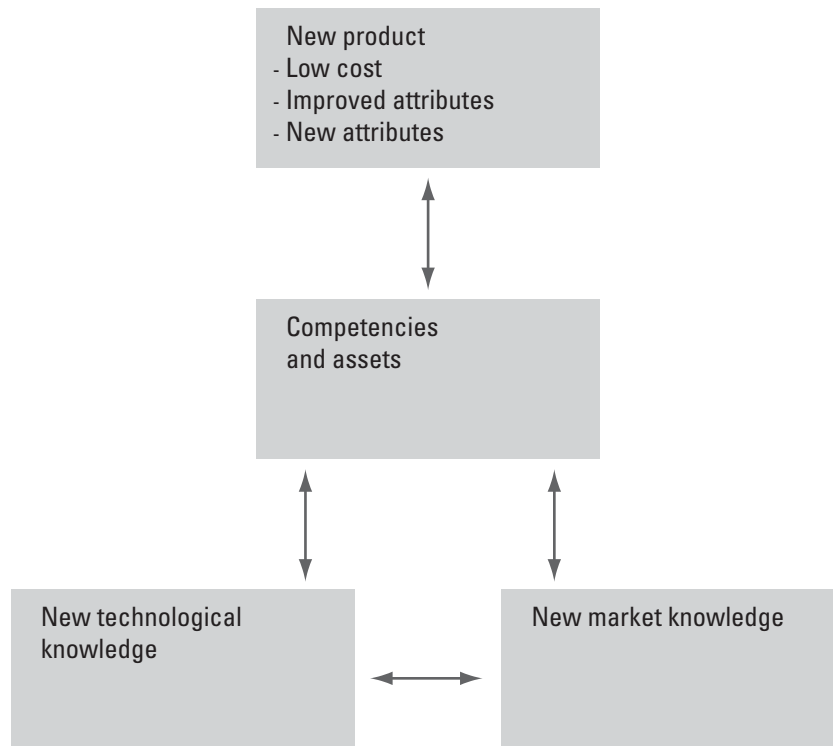 New product
- Low cost
- Improved attributes
- New attributes
Competencies
and assets
New technological
knowledge
New market knowledge